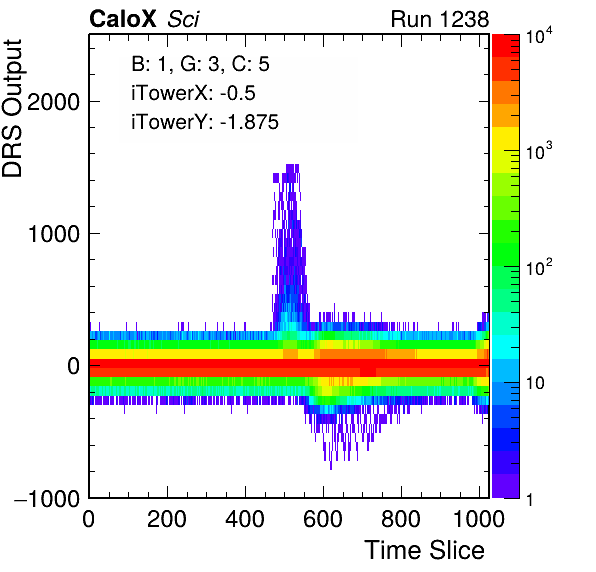 CaloX Sci Run 1238
B: 1, G: 3, C: 5
iTowerX: -0.5
iTowerY: -1.875
DRS Output
2000
1000
0
−1000
0 200 400 600 800 1000
Time Slice
10^4
10^3
10^2
10
1